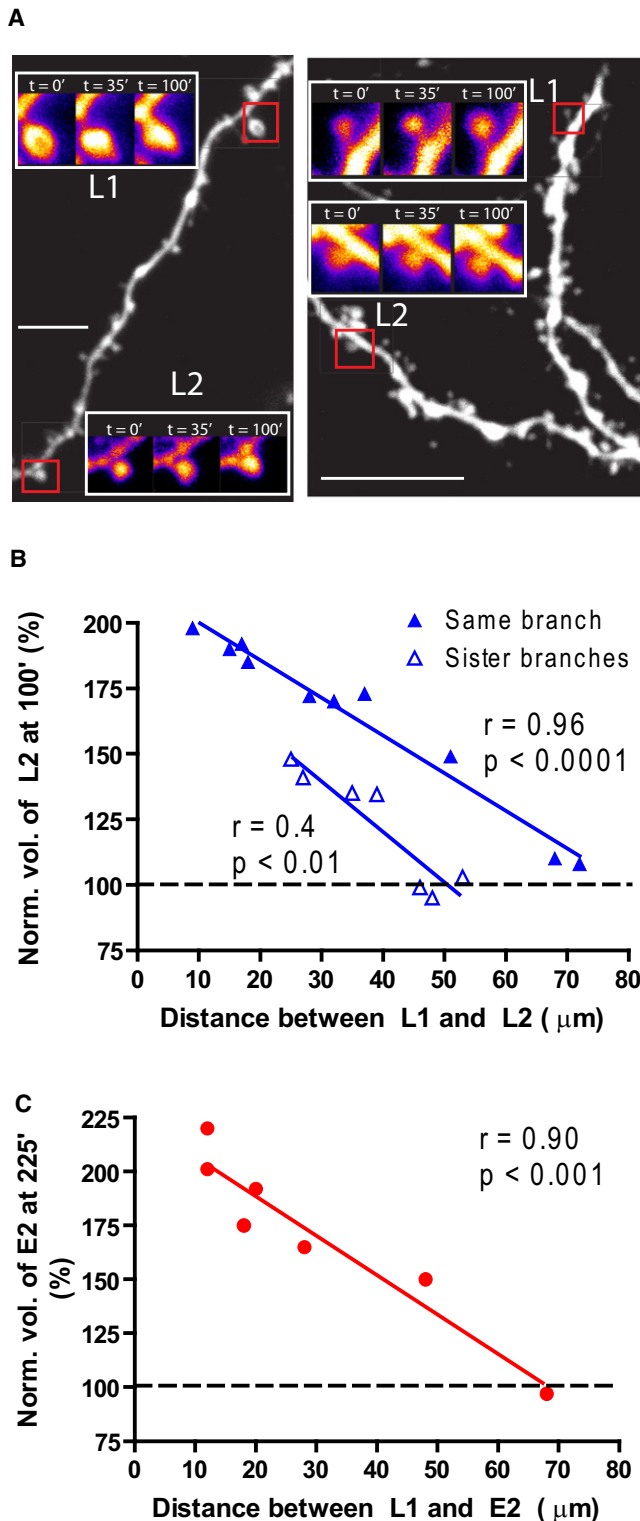 A
t = 0’ t = 35’ t = 100’
L1
L2
t = 0’ t = 35’ t = 100’
t = 0’ t = 35’ t = 100’
L1
t = 0’ t = 35’ t = 100’
L2
B
Norm. vol. of L2 at 100' (%)
200
175
150
125
100
75
Same branch
Sister branches
r = 0.96
p < 0.0001
r = 0.4
p < 0.01
0 10 20 30 40 50 60 70 80
Distance between L1 and L2 ( μm)
C
Norm. vol. of E2 at 225'
(%)
225
200
175
150
125
100
75
r = 0.90
p < 0.001
0 10 20 30 40 50 60 70 80
Distance between L1 and E2 ( μm)